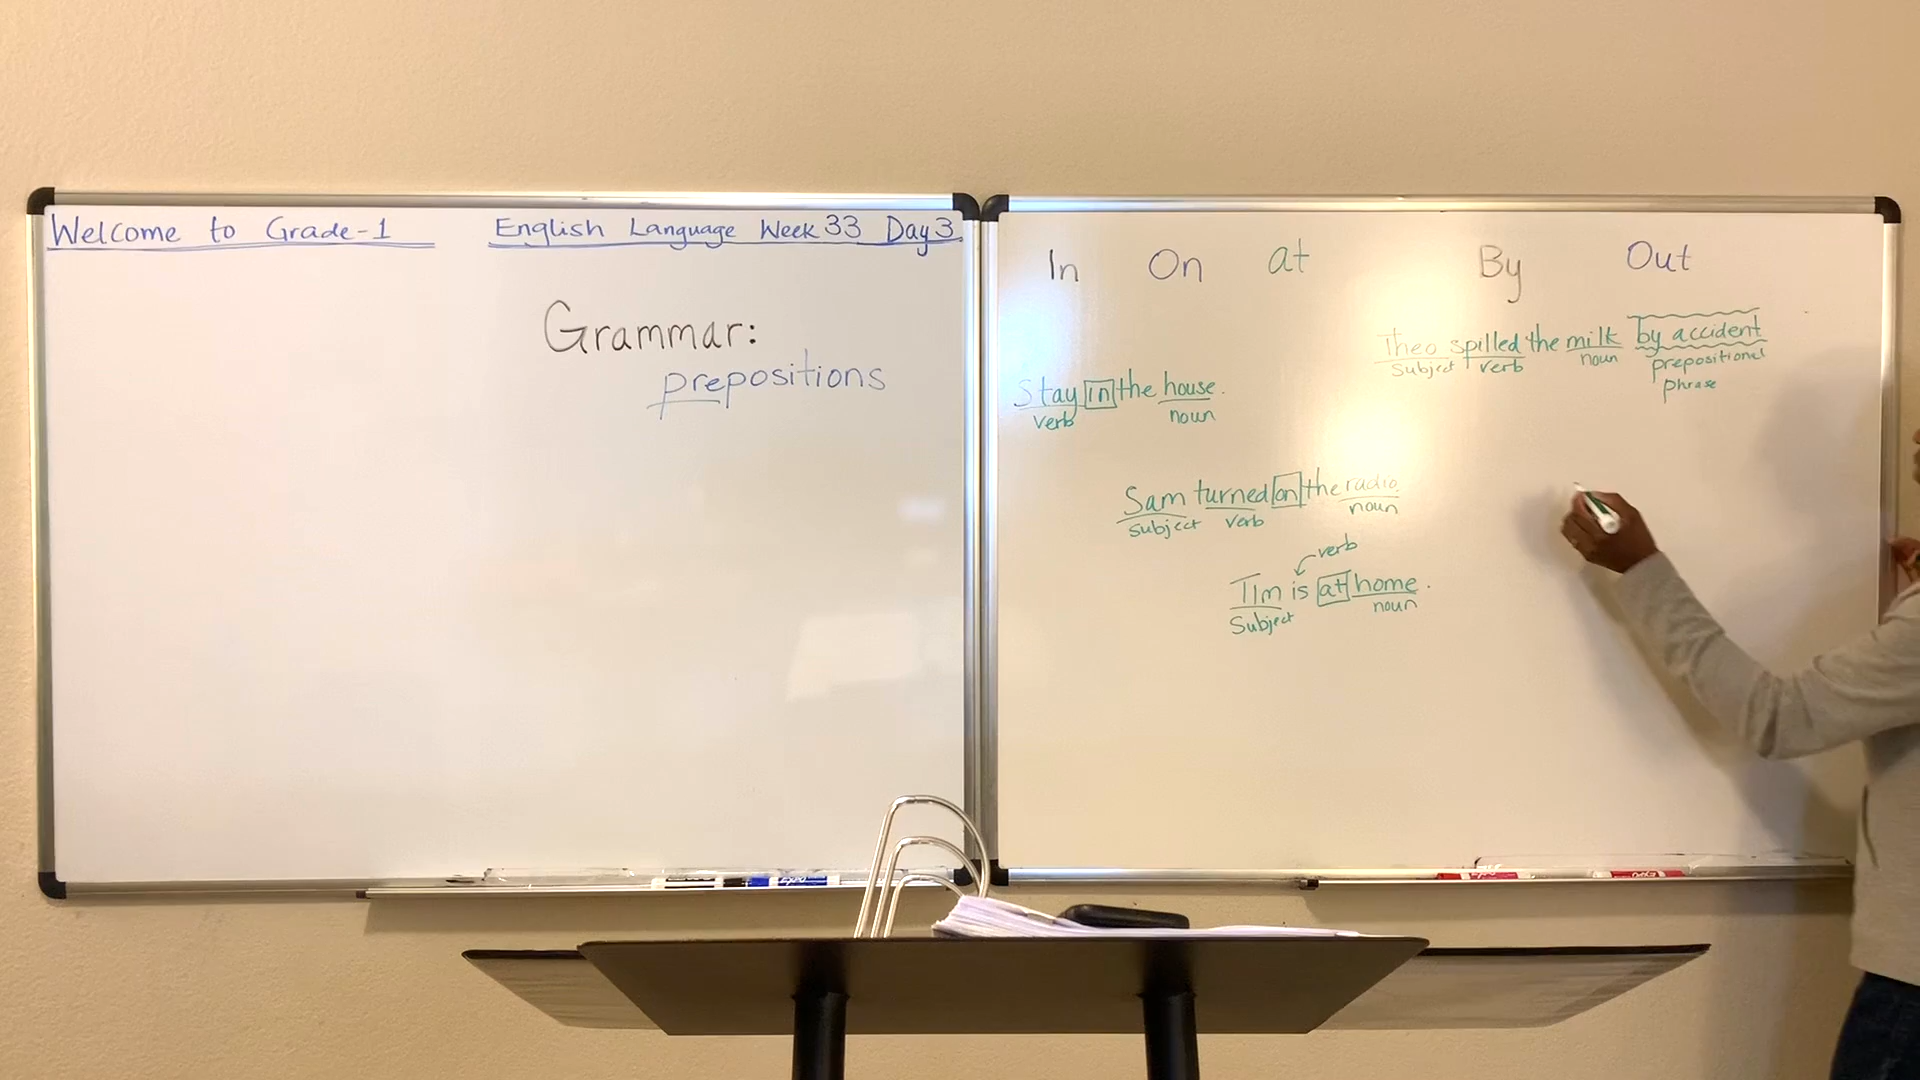 Welcome to Grade-1
English Language Week 33 Day 3
Grammar:
prepositions
In On at By Out
Theo spilled the milk by accident
subject verb noun prepositional
phrase
Stay in the house.
verb noun
Sam turned on the radio.
subject verb noun
verb
Tim is at home.
Subject noun